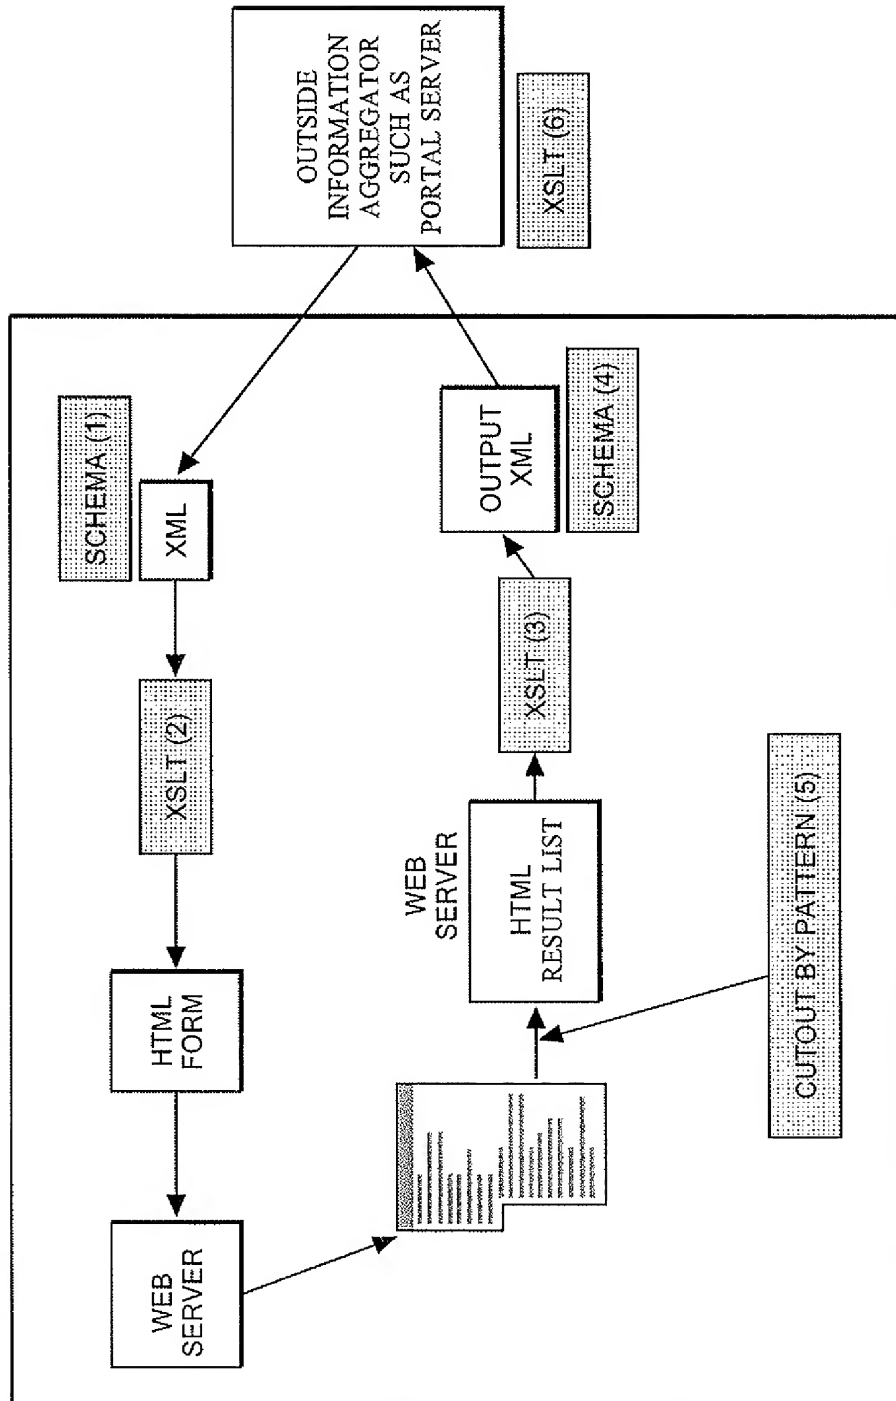 WEB
SERVER
HTML
FORM
XSLT (2)
XML
SCHEMA (1)
OUTSIDE
INFORMATION
AGGREGATOR
SUCH AS
PORTAL SERVER
XSLT (6)
WEB
SERVER
HTML
RESULT LIST
XSLT (3)
OUTPUT
XML
SCHEMA (4)
CUTOUT BY PATTERN (5)